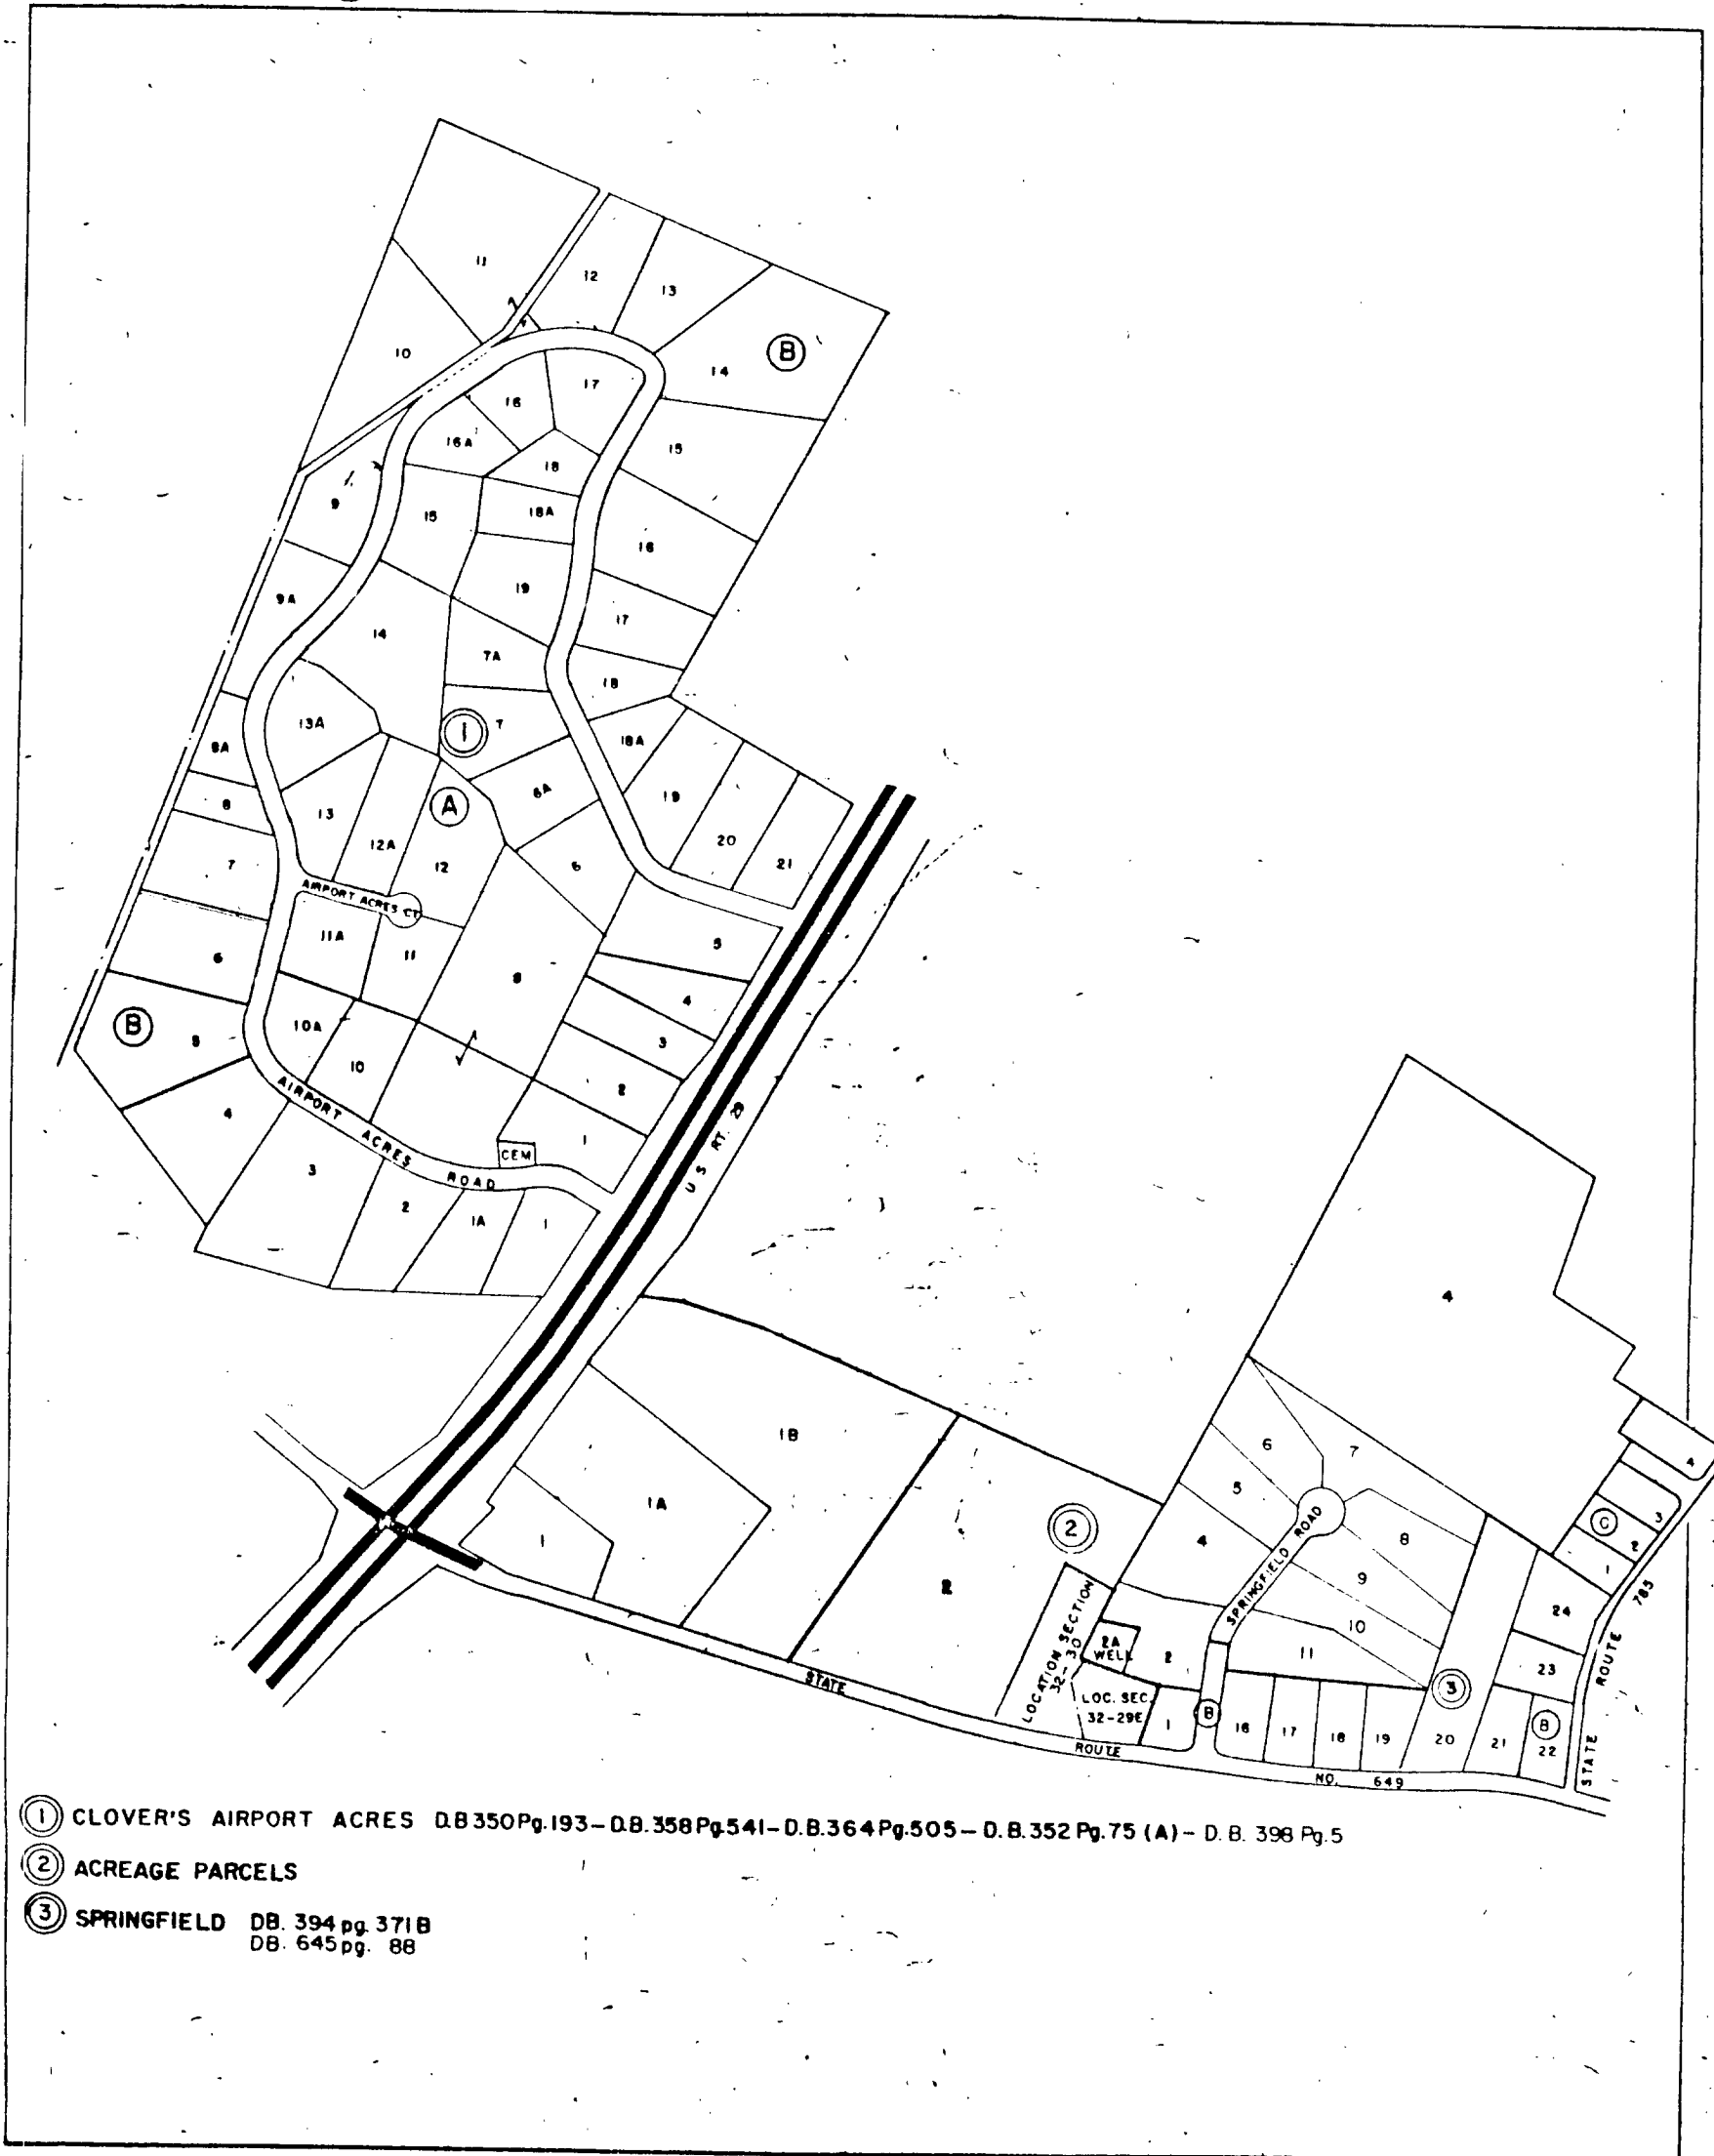 11
12
13
10
B
14
17
16
16A
15
18
9
15
18A
16
19
9A
17
14
7A
18
13A
1
7
18A
8A
6A
19
8
A
13
12A
20
12
6
21
7
AIRPORT ACRES CT
11A
5
11
6
8
4
B
10A
3
5
10
2
AIRPORT ACRES ROAD
4
1
CEM
3
2
1A
1
U S RT. 29
4
1B
6
7
5
4
1A
2
8
C
3
2
1
1
4
9
SPRINGFIELD ROAD
2
LOCATION SECTION
32-30
10
24
STATE ROUTE 785
2A
WELL
2
11
23
3
LOC. SEC.
32-29E
1
B
16
17
18
19
20
21
B
22
STATE ROUTE NO. 649
1 CLOVER'S AIRPORT ACRES D.B 350 Pg. 193 – D.B. 358 Pg. 541 – D.B. 364 Pg. 505 – D.B. 352 Pg. 75 (A) – D. B. 398 Pg. 5
2 ACREAGE PARCELS
3 SPRINGFIELD DB. 394 pg. 371B
DB. 645 pg. 88